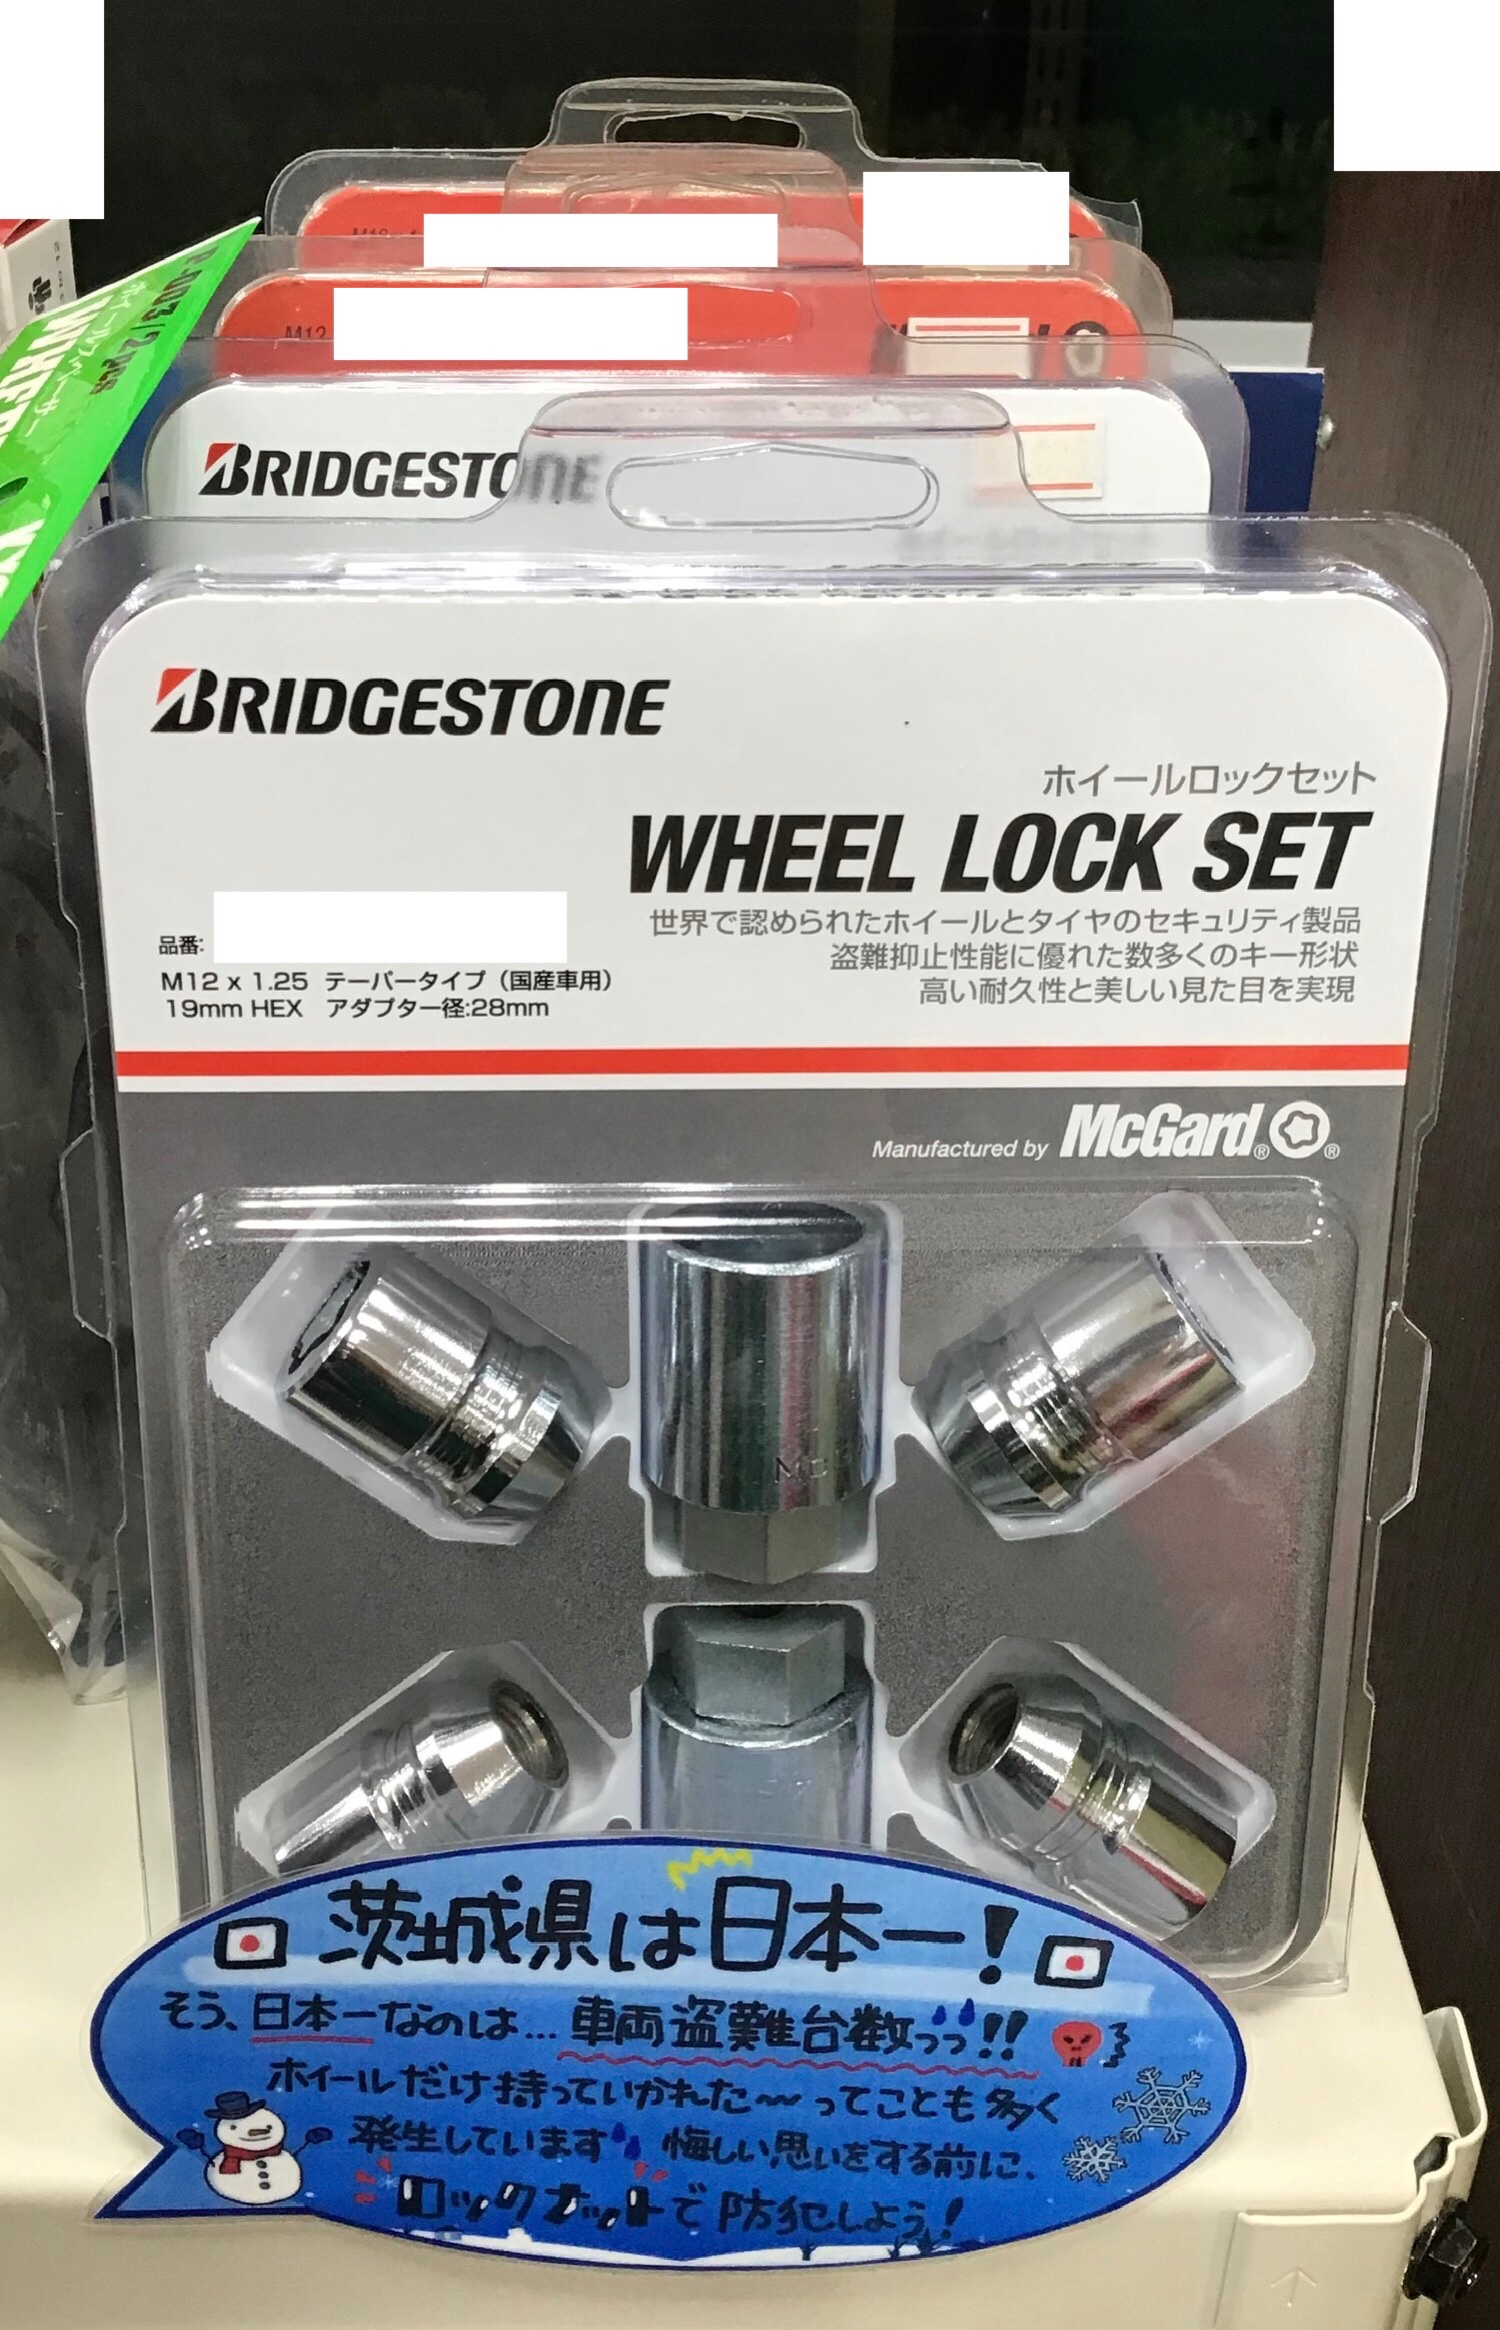 P.003/2pcs
BRIDGESTONE
BRIDGESTONE
ホイールロックセット
WHEEL LOCK SET
世界で認められたホイールとタイヤのセキュリティ製品
盗難抑止性能に優れた数多くのキー形状
高い耐久性と美しい見た目を実現
品番:
M12 x 1.25 テーパータイプ（国産車用）
19mm HEX アダプター径:28mm
Manufactured by McGard® ®
茨城県は日本一!
そう、日本一なのは…車両盗難台数っっ!!
ホイールだけ持っていかれた〜ってことも多く
発生しています 悔しい思いをする前に、
ロックナットで防犯しよう!